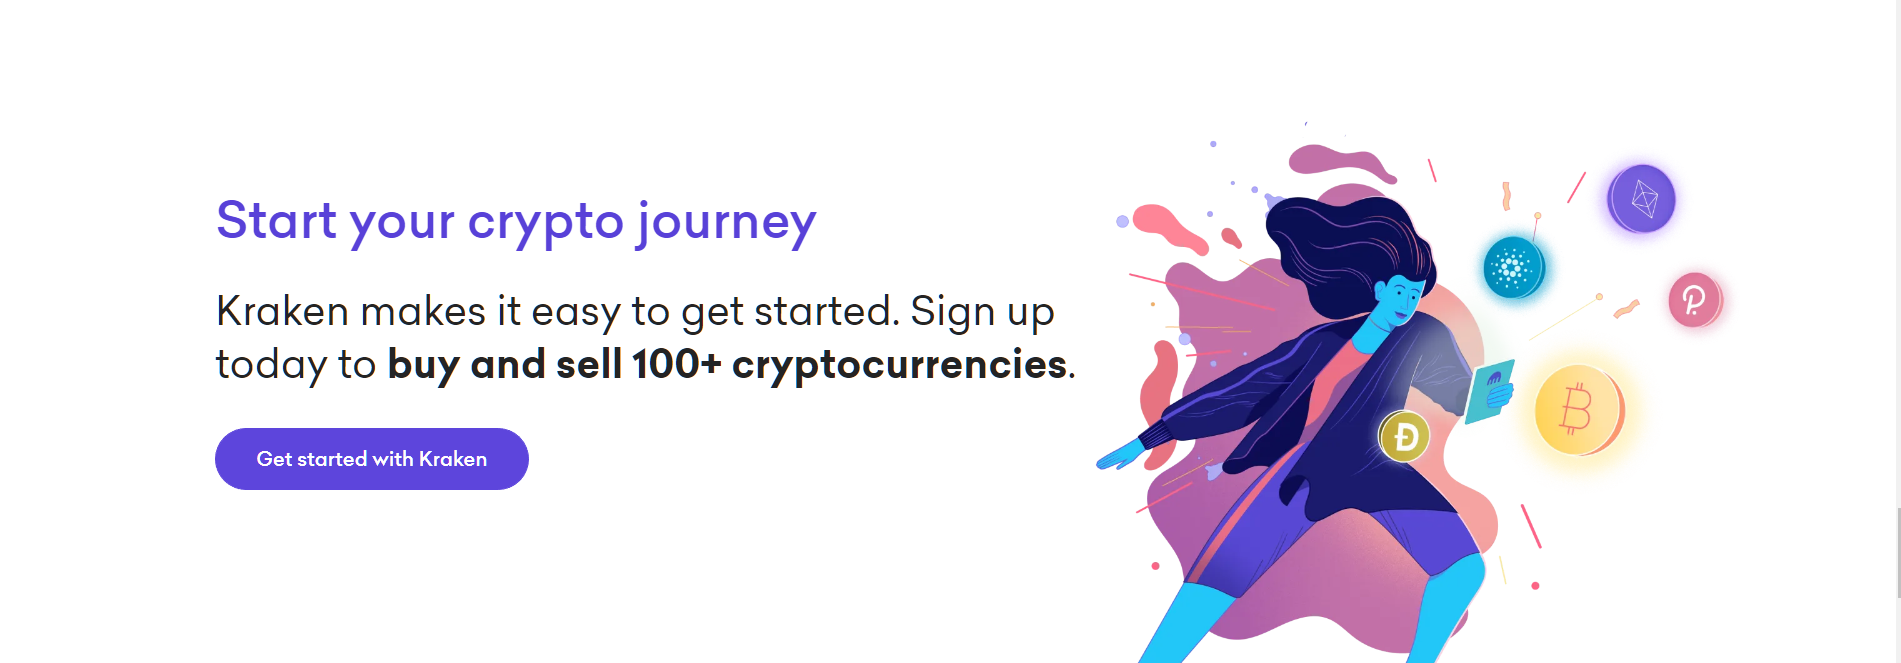 Start your crypto journey
Kraken makes it easy to get started. Sign up
today to buy and sell 100+ cryptocurrencies.
Get started with Kraken